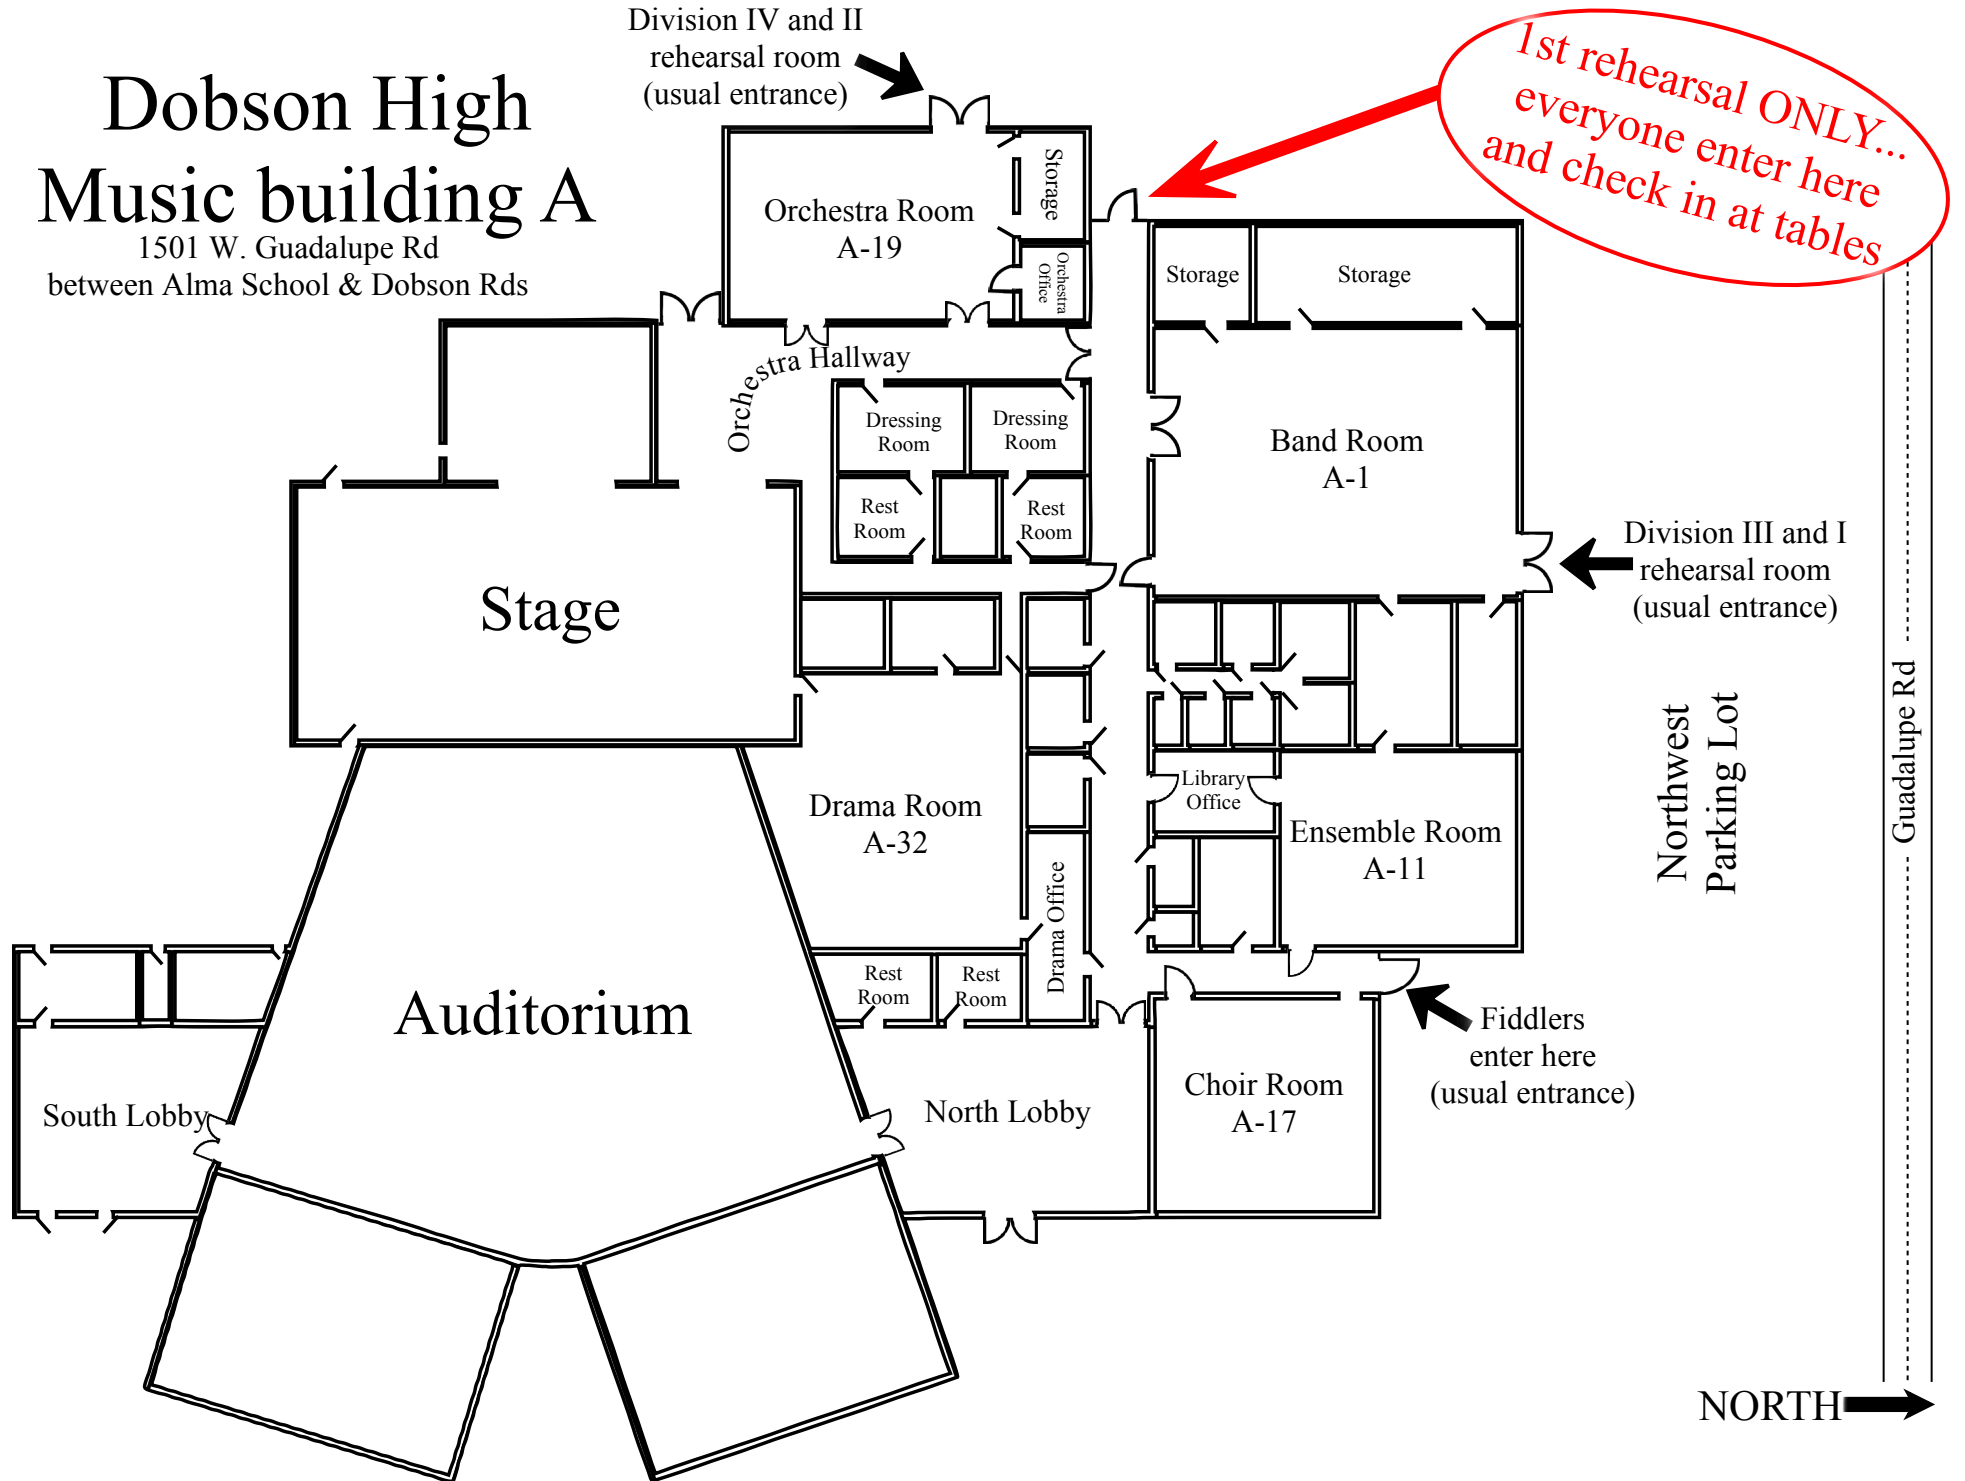 Division IV and II
rehearsal room
(usual entrance)
Dobson High
Music building A
1501 W. Guadalupe Rd
between Alma School & Dobson Rds
1st rehearsal ONLY...
everyone enter here
and check in at tables
Orchestra Room
A-19
Storage
Orchestra
Office
Storage
Storage
Orchestra Hallway
Dressing
Room
Dressing
Room
Rest
Room
Rest
Room
Band Room
A-1
Division III and I
rehearsal room
(usual entrance)
Stage
Northwest
Parking Lot
Guadalupe Rd
Drama Room
A-32
Library
Office
Ensemble Room
A-11
Drama Office
Rest
Room
Rest
Room
Auditorium
Fiddlers
enter here
(usual entrance)
South Lobby
North Lobby
Choir Room
A-17
NORTH